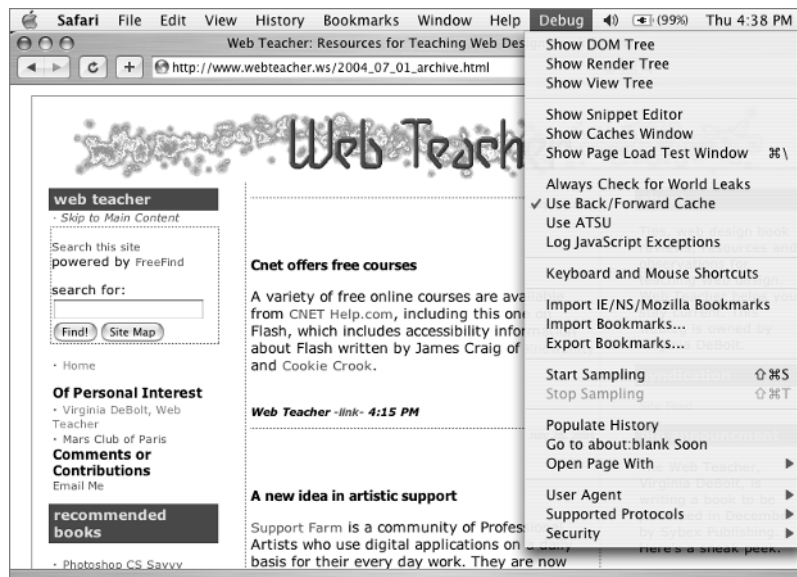 Safari File Edit View History Bookmarks Window Help Debug (99%) Thu 4:38 PM
Web Teacher: Resources for Teaching Web Des
http://www.webteacher.ws/2004_07_01_archive.html
Web Teach
web teacher
· Skip to Main Content
Search this site
powered by FreeFind
search for:
Find! Site Map
· Home
Of Personal Interest
· Virginia DeBolt, Web
Teacher
· Mars Club of Paris
Comments or
Contributions
Email Me
recommended
books
· Photoshop CS Savvy
Cnet offers free courses
A variety of free online courses are ava
from CNET Help.com, including this one
Flash, which includes accessibility infor
about Flash written by James Craig of
and Cookie Crook.
Web Teacher -link- 4:15 PM
A new idea in artistic support
Support Farm is a community of Profess
Artists who use digital applications on a daily
basis for their every day work. They are now
Show DOM Tree
Show Render Tree
Show View Tree
Show Snippet Editor
Show Caches Window
Show Page Load Test Window ⌘\
Always Check for World Leaks
✓ Use Back/Forward Cache
Use ATSU
Log JavaScript Exceptions
Keyboard and Mouse Shortcuts
Import IE/NS/Mozilla Bookmarks
Import Bookmarks...
Export Bookmarks...
Start Sampling ⇧⌘S
Stop Sampling ⇧⌘T
Populate History
Go to about:blank Soon
Open Page With
User Agent
Supported Protocols
Security
Here's a sneak peek.